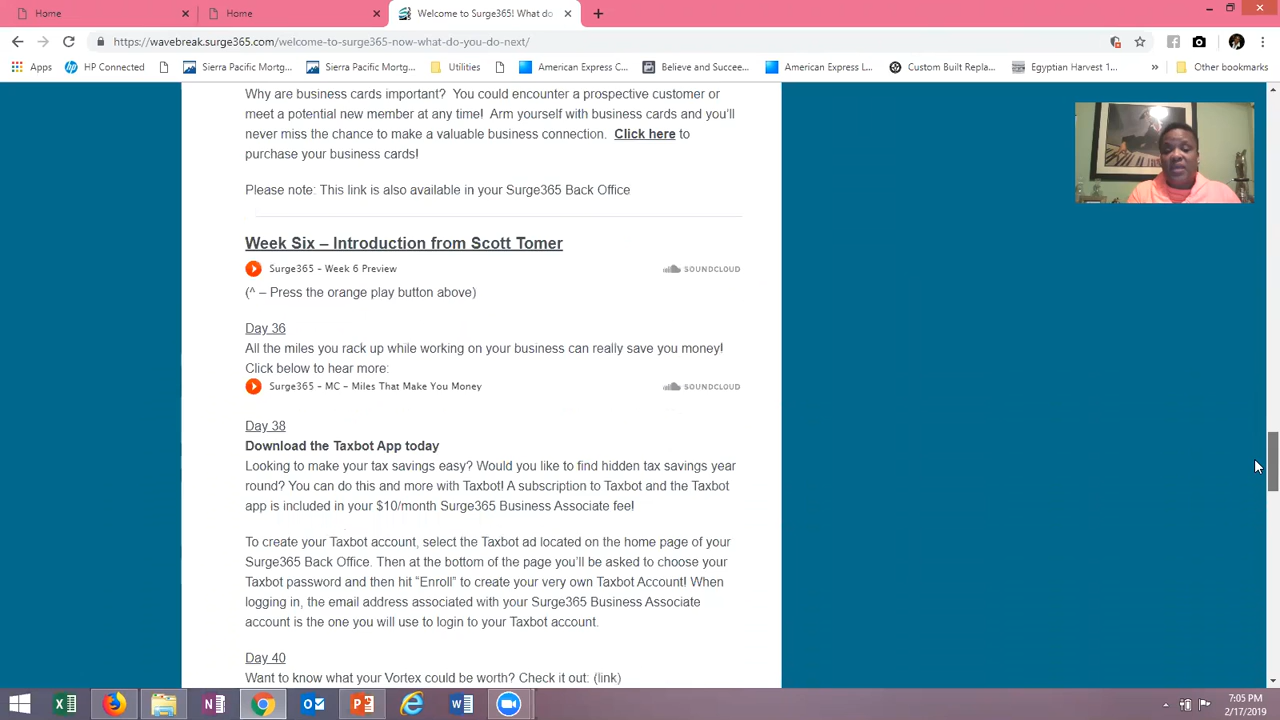 Home
Home
Welcome to Surge365! What do
https://wavebreak.surge365.com/welcome-to-surge365-now-what-do-you-do-next/
Apps
HP Connected
Sierra Pacific Mortg...
Sierra Pacific Mortg...
Utilities
American Express C...
Believe and Succee...
American Express L...
Custom Built Repla...
Egyptian Harvest 1...
»
Other bookmarks
Why are business cards important? You could encounter a prospective customer or
meet a potential new member at any time! Arm yourself with business cards and you'll
never miss the chance to make a valuable business connection. Click here to
purchase your business cards!
Please note: This link is also available in your Surge365 Back Office
Week Six – Introduction from Scott Tomer
Surge365 - Week 6 Preview
SOUNDCLOUD
(^ – Press the orange play button above)
Day 36
All the miles you rack up while working on your business can really save you money!
Click below to hear more:
Surge365 - MC – Miles That Make You Money
SOUNDCLOUD
Day 38
Download the Taxbot App today
Looking to make your tax savings easy? Would you like to find hidden tax savings year
round? You can do this and more with Taxbot! A subscription to Taxbot and the Taxbot
app is included in your $10/month Surge365 Business Associate fee!
To create your Taxbot account, select the Taxbot ad located on the home page of your
Surge365 Back Office. Then at the bottom of the page you'll be asked to choose your
Taxbot password and then hit “Enroll” to create your very own Taxbot Account! When
logging in, the email address associated with your Surge365 Business Associate
account is the one you will use to login to your Taxbot account.
Day 40
Want to know what your Vortex could be worth? Check it out: (link)
7:05 PM
2/17/2019